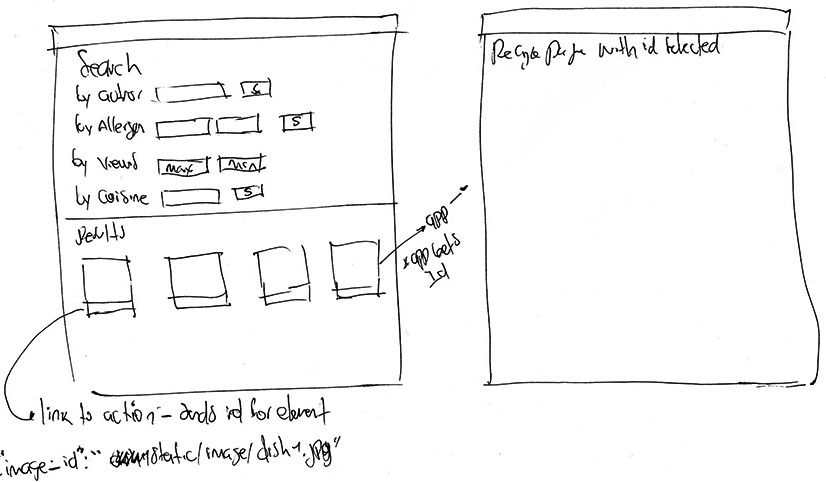 Search
by author S
by Allergen S
by views max min
by Cuisine S
Results
app
* app gets
Id
link to action - sends id for element
"image-id": " static/image/dish1.jpg"
Recipe page with id selected